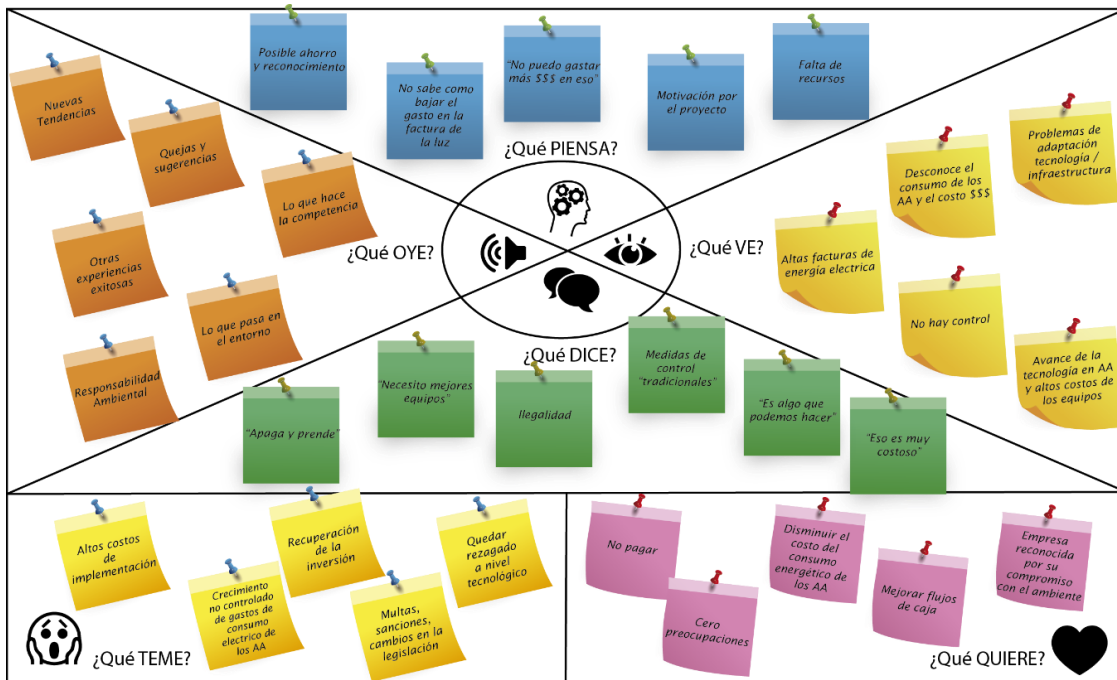 Posible ahorro
y reconocimiento
No sabe como
bajar el
gasto en la
factura de
la luz
"No puedo gastar
más $$$ en eso"
Motivación por
el proyecto
Falta de
recursos
¿Qué PIENSA?
Nuevas
Tendencias
Quejas y
sugerencias
Lo que hace
la competencia
Otras
experiencias
exitosas
Lo que pasa en
el entorno
Responsabilidad
Ambiental
¿Qué OYE?
¿Qué VE?
Problemas de
adaptación
tecnología /
infraestructura
Desconoce el
consumo de los
AA y el costo $$$
Altas facturas de
energía electrica
No hay control
Avance de la
tecnología en AA
y altos costos de
los equipos
¿Qué DICE?
"Apaga y prende"
"Necesito mejores
equipos"
Ilegalidad
Medidas de
control
"tradicionales"
"Es algo que
podemos hacer"
"Eso es muy
costoso"
Altos costos
de
implementación
Crecimiento
no controlado
de gastos de
consumo
electrico de
los AA
Recuperación
de la
inversión
Multas,
sanciones,
cambios en la
legislación
Quedar
rezagado
a nivel
tecnológico
¿Qué TEME?
No pagar
Cero
preocupaciones
Disminuir el
costo del
consumo
energético de
los AA
Mejorar flujos
de caja
Empresa
reconocida
por su
compromiso
con el ambiente
¿Qué QUIERE?